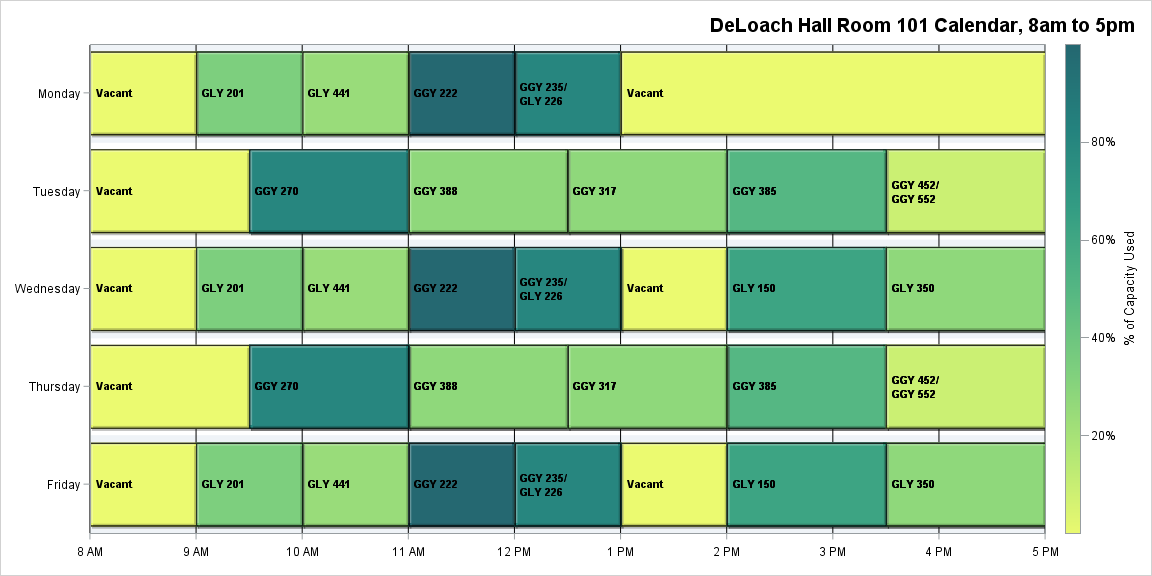 DeLoach Hall Room 101 Calendar, 8am to 5pm
Monday
Vacant
GLY 201
GLY 441
GGY 222
GGY 235/
GLY 226
Vacant
Tuesday
Vacant
GGY 270
GGY 388
GGY 317
GGY 385
GGY 452/
GGY 552
Wednesday
Vacant
GLY 201
GLY 441
GGY 222
GGY 235/
GLY 226
Vacant
GLY 150
GLY 350
Thursday
Vacant
GGY 270
GGY 388
GGY 317
GGY 385
GGY 452/
GGY 552
Friday
Vacant
GLY 201
GLY 441
GGY 222
GGY 235/
GLY 226
Vacant
GLY 150
GLY 350
8 AM
9 AM
10 AM
11 AM
12 PM
1 PM
2 PM
3 PM
4 PM
5 PM
80%
60%
40%
20%
% of Capacity Used